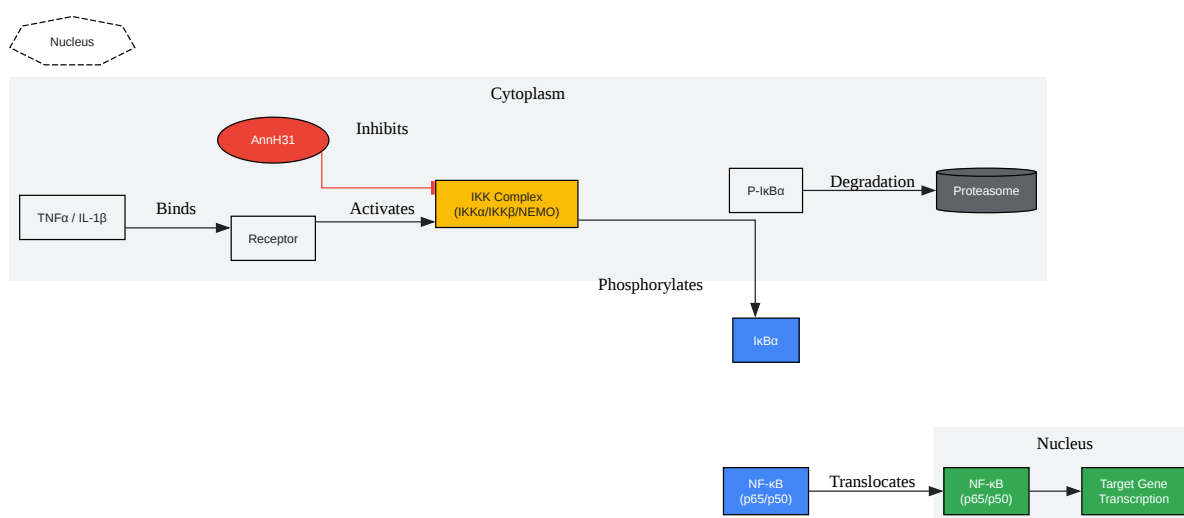 Nucleus
Cytoplasm
AnnH31
Inhibits
TNFα / IL-1β
Binds
Receptor
Activates
IKK Complex
(IKKα/IKKβ/NEMO)
P-IκBα
Degradation
Proteasome
Phosphorylates
IκBα
Nucleus
NF-κB
(p65/p50)
Translocates
NF-κB
(p65/p50)
Target Gene
Transcription